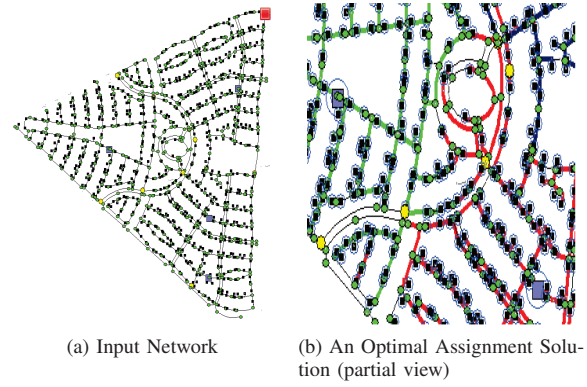 (a) Input Network
(b) An Optimal Assignment Solu-
tion (partial view)